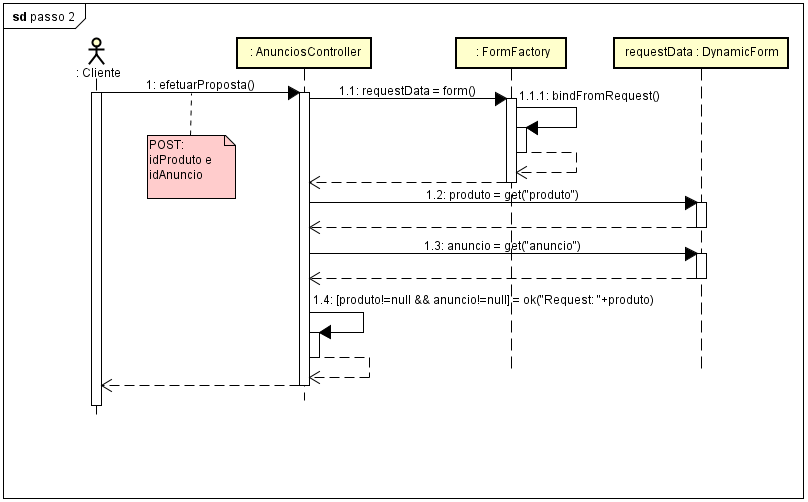 sd passo 2
: AnunciosController
: FormFactory
requestData : DynamicForm
: Cliente
1: efetuarProposta()
1.1: requestData = form()
1.1.1: bindFromRequest()
POST:
idProduto e
idAnuncio
1.2: produto = get("produto")
1.3: anuncio = get("anuncio")
1.4: [produto!=null && anuncio!=null] = ok("Request: "+produto)